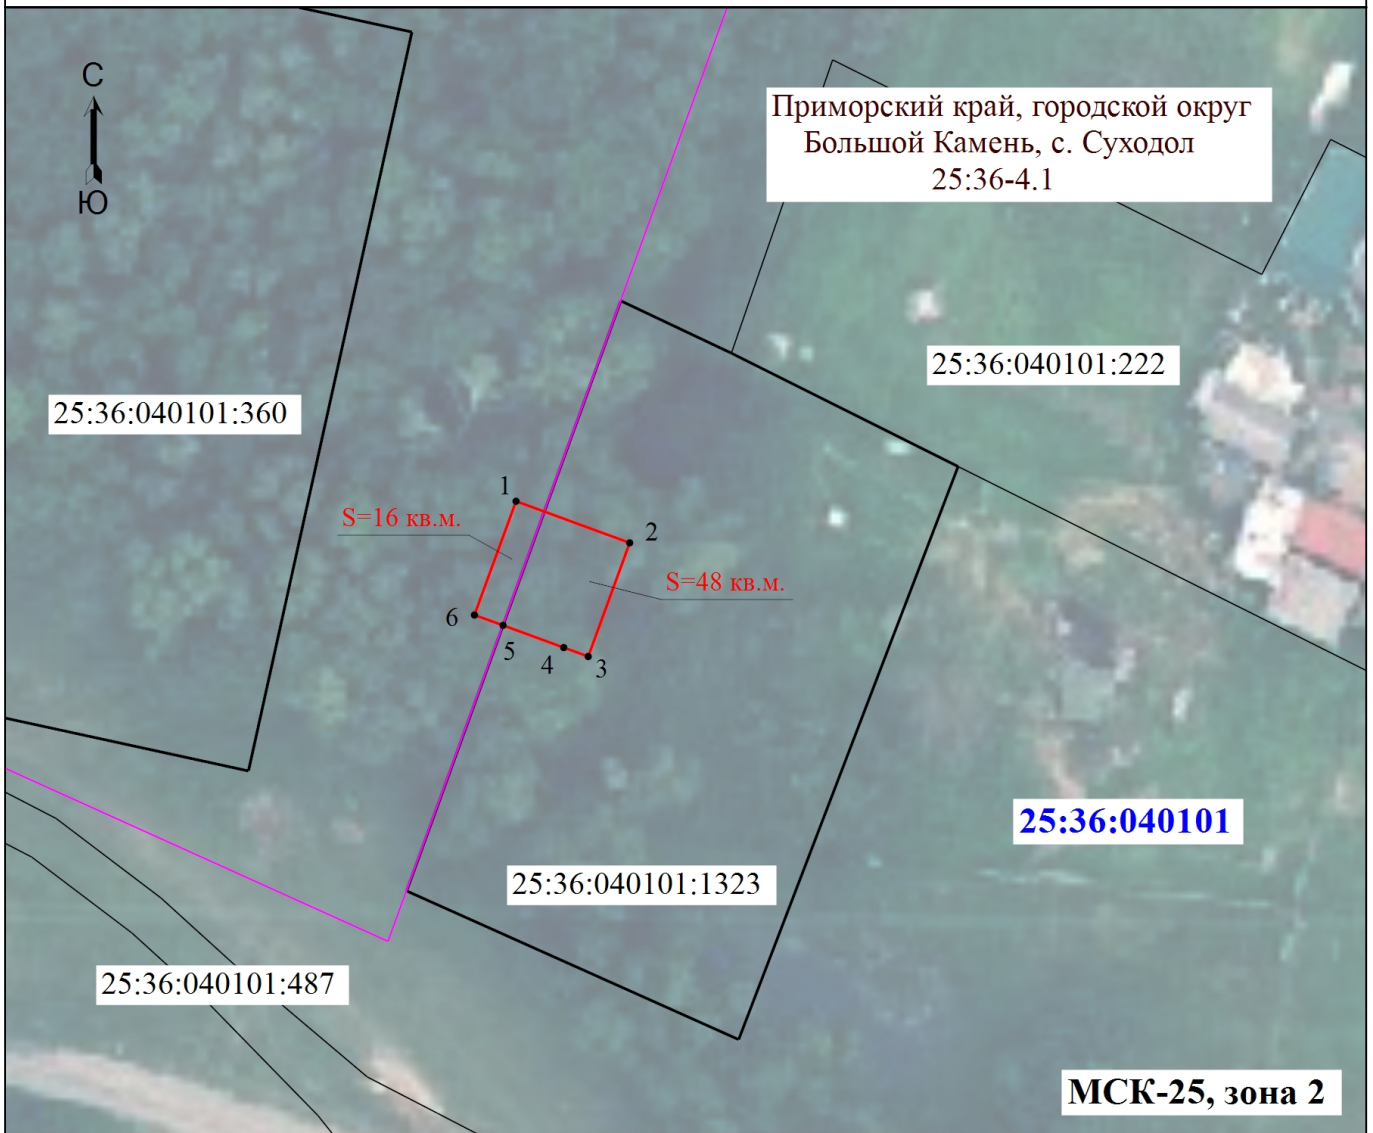 С
Ю
Приморский край, городской округ
Большой Камень, с. Суходол
25:36-4.1
25:36:040101:222
25:36:040101:360
1
S=16 кв.м.
2
S=48 кв.м.
6
5
4
3
25:36:040101
25:36:040101:1323
25:36:040101:487
МСК-25, зона 2